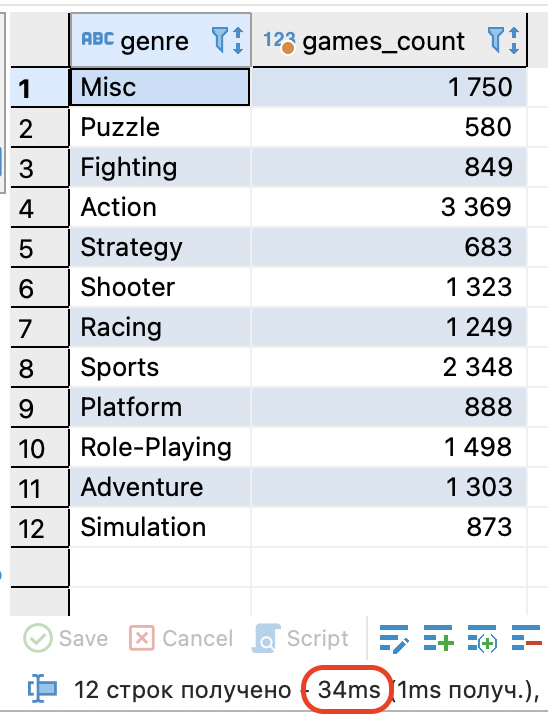 ABC genre 123 games_count
1 Misc 1 750
2 Puzzle 580
3 Fighting 849
4 Action 3 369
5 Strategy 683
6 Shooter 1 323
7 Racing 1 249
8 Sports 2 348
9 Platform 888
10 Role-Playing 1 498
11 Adventure 1 303
12 Simulation 873
Save Cancel Script
12 строк получено - 34ms (1ms получ.),